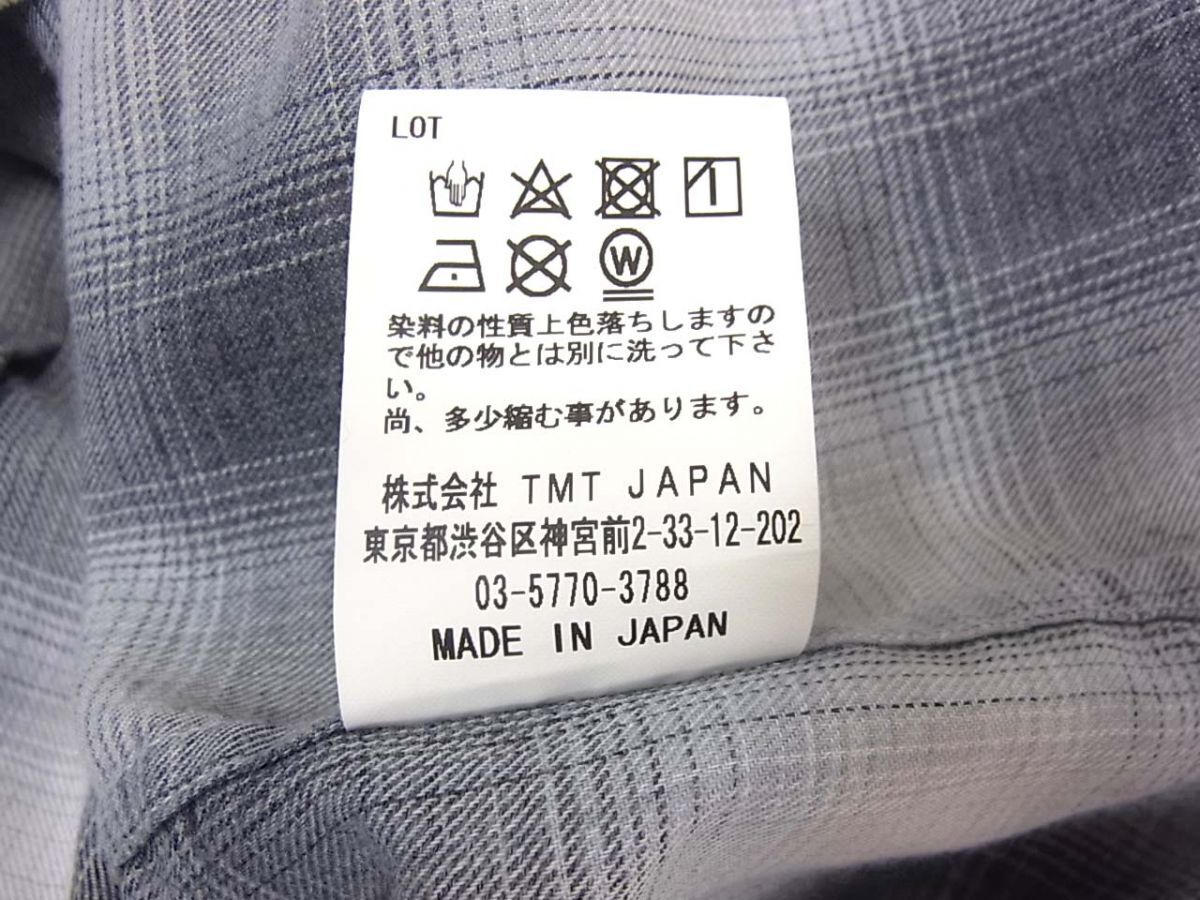 LOT
W
染料の性質上色落ちしますの
で他の物とは別に洗って下さ
い。
尚、多少縮む事があります。
株式会社 TMT JAPAN
東京都渋谷区神宮前2-33-12-202
03-5770-3788
MADE IN JAPAN